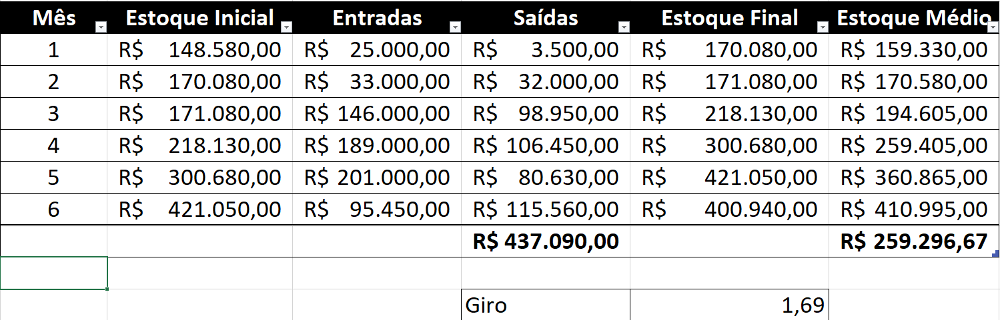 Mês Estoque Inicial Entradas Saídas Estoque Final Estoque Médio
1 R$ 148.580,00 R$ 25.000,00 R$ 3.500,00 R$ 170.080,00 R$ 159.330,00
2 R$ 170.080,00 R$ 33.000,00 R$ 32.000,00 R$ 171.080,00 R$ 170.580,00
3 R$ 171.080,00 R$ 146.000,00 R$ 98.950,00 R$ 218.130,00 R$ 194.605,00
4 R$ 218.130,00 R$ 189.000,00 R$ 106.450,00 R$ 300.680,00 R$ 259.405,00
5 R$ 300.680,00 R$ 201.000,00 R$ 80.630,00 R$ 421.050,00 R$ 360.865,00
6 R$ 421.050,00 R$ 95.450,00 R$ 115.560,00 R$ 400.940,00 R$ 410.995,00
R$ 437.090,00 R$ 259.296,67
Giro 1,69